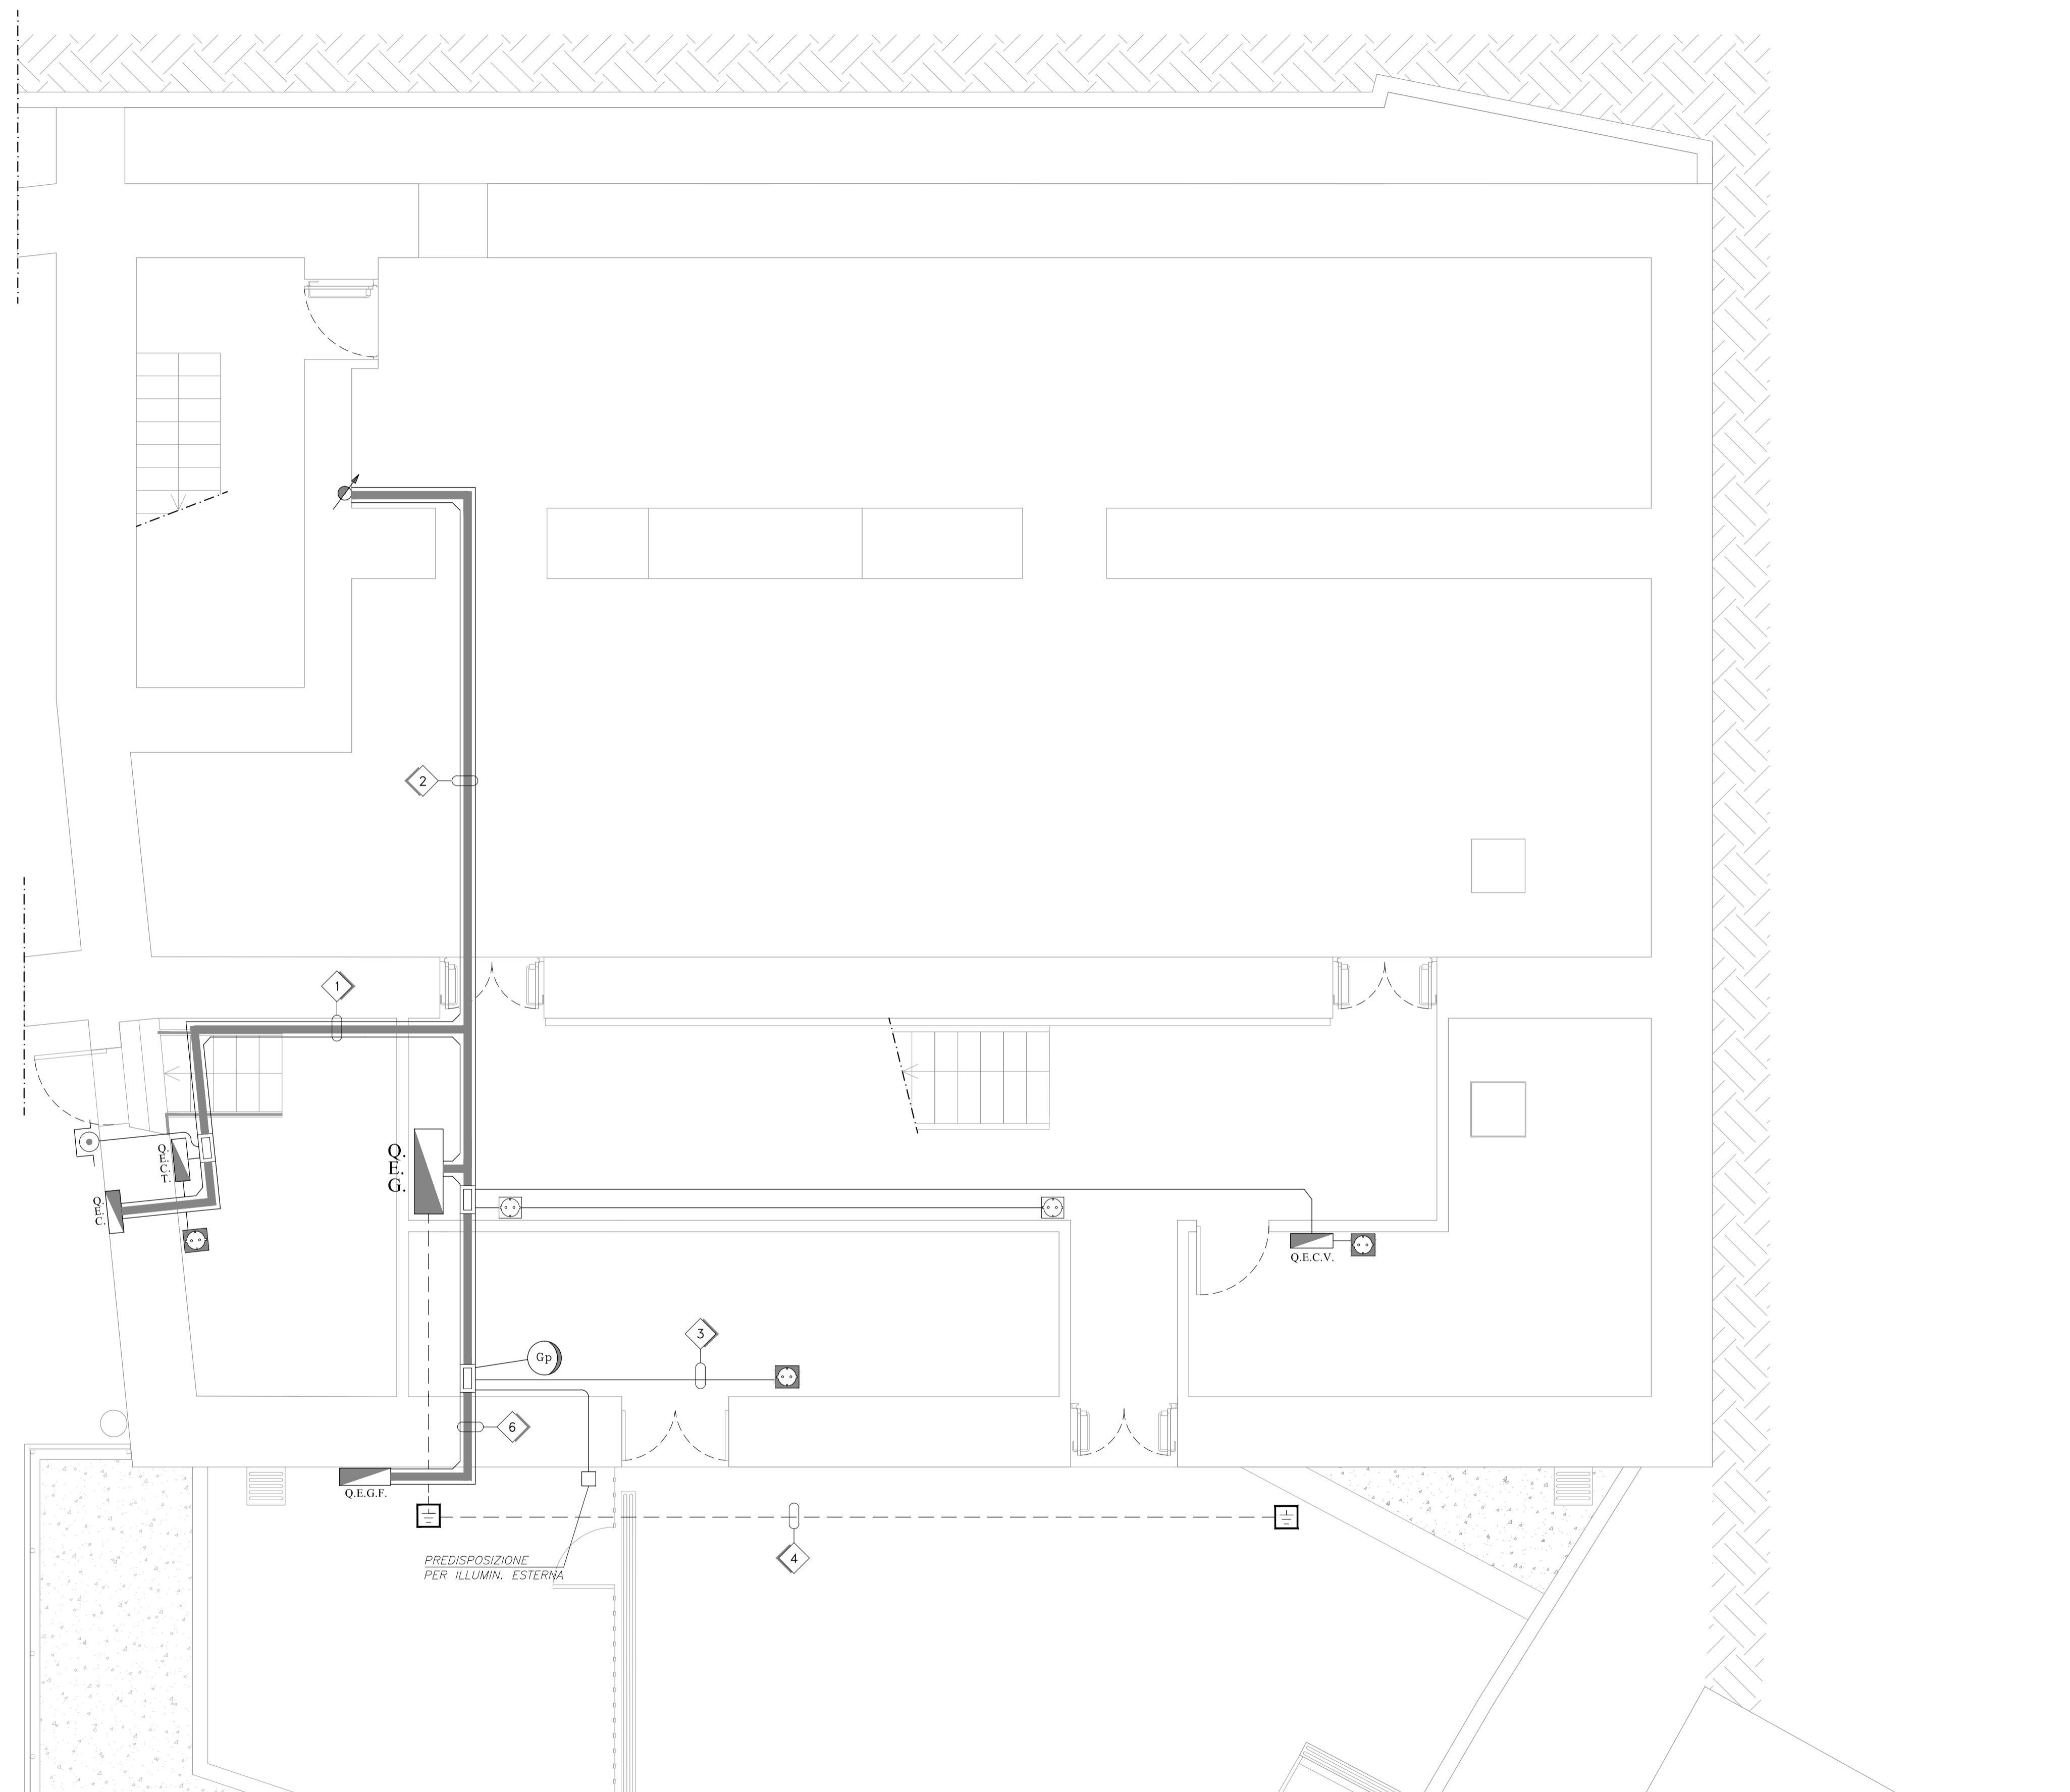 2
1
Q.
E.
C.
T.
Q.
E.
C.
Q.
E.
G.
Q.E.C.V.
3
Gp
6
Q.E.G.F.
4
PREDISPOSIZIONE
PER ILLUMIN. ESTERNA